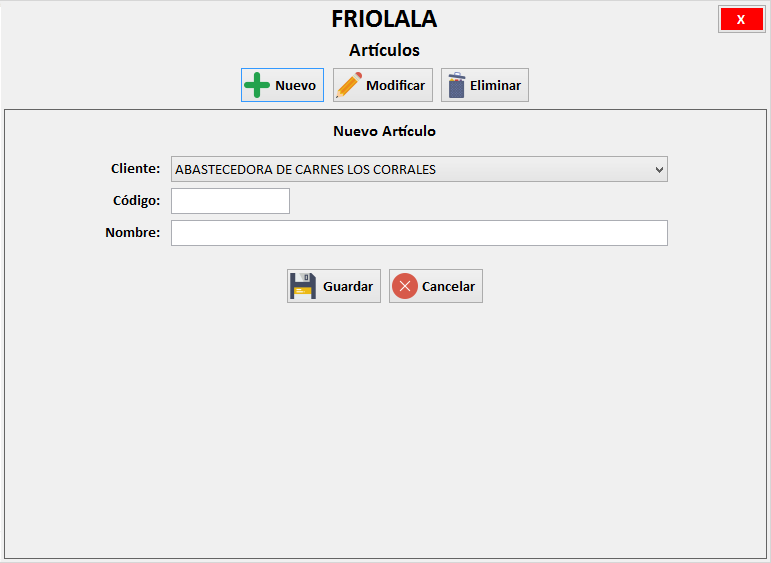 FRIOLALA
X
Artículos
Nuevo Modificar Eliminar
Nuevo Artículo
Cliente: ABASTECEDORA DE CARNES LOS CORRALES
Código:
Nombre:
Guardar Cancelar